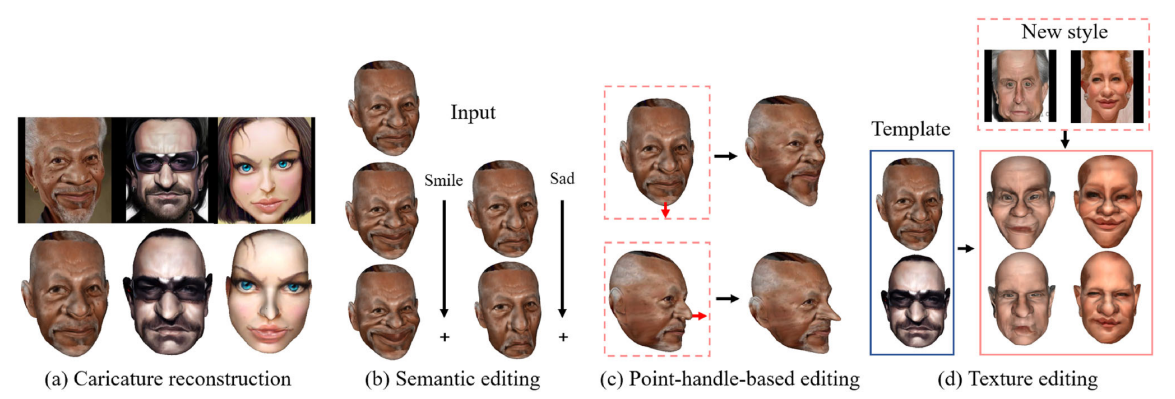 New style
Input
Template
Smile
Sad
+
+
(a) Caricature reconstruction
(b) Semantic editing
(c) Point-handle-based editing
(d) Texture editing